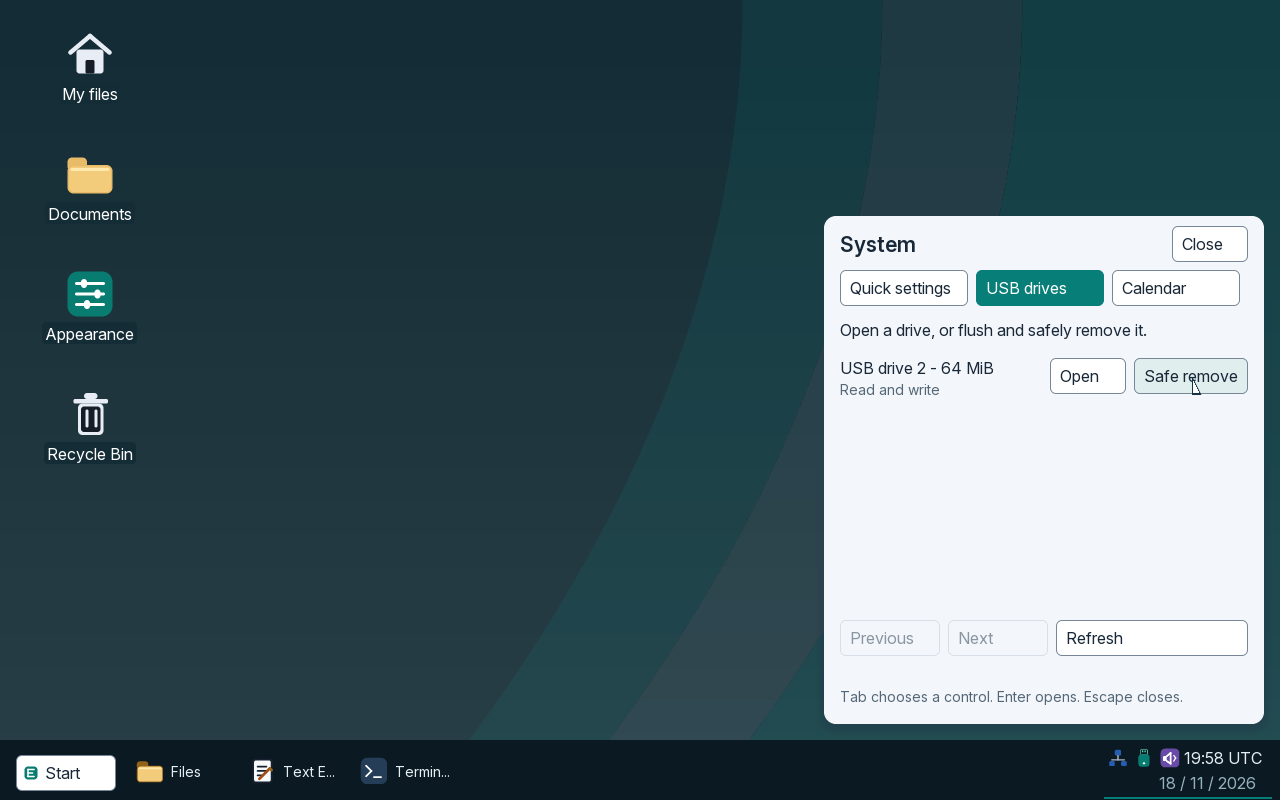 My files
Documents
Appearance
Recycle Bin
System
Close
Quick settings
USB drives
Calendar
Open a drive, or flush and safely remove it.
USB drive 2 - 64 MiB
Read and write
Open
Safe remove
Previous
Next
Refresh
Tab chooses a control. Enter opens. Escape closes.
Start
Files
Text E...
Termin...
19:58 UTC
18 / 11 / 2026